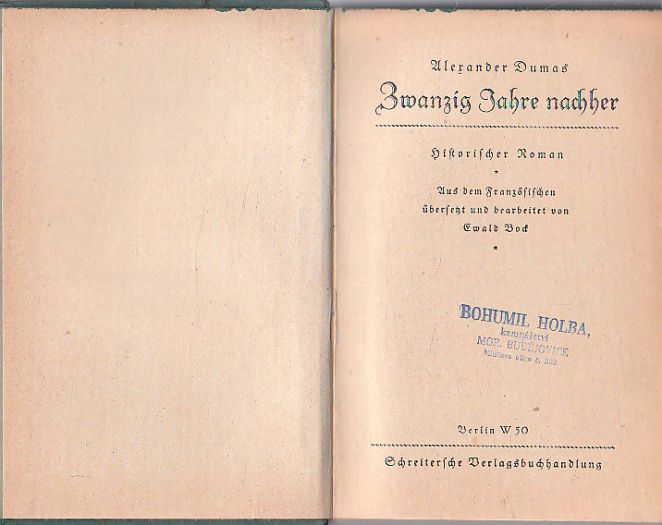 Alexander Dumas
Zwanzig Jahre nachher
Historischer Roman
Aus dem Französischen
übersetzt und bearbeitet von
Ewald Bock
BOHUMIL HOLBA,
MOR. BUDĚJOVICE
Berlin W 50
Schreitersche Verlagsbuchhandlung